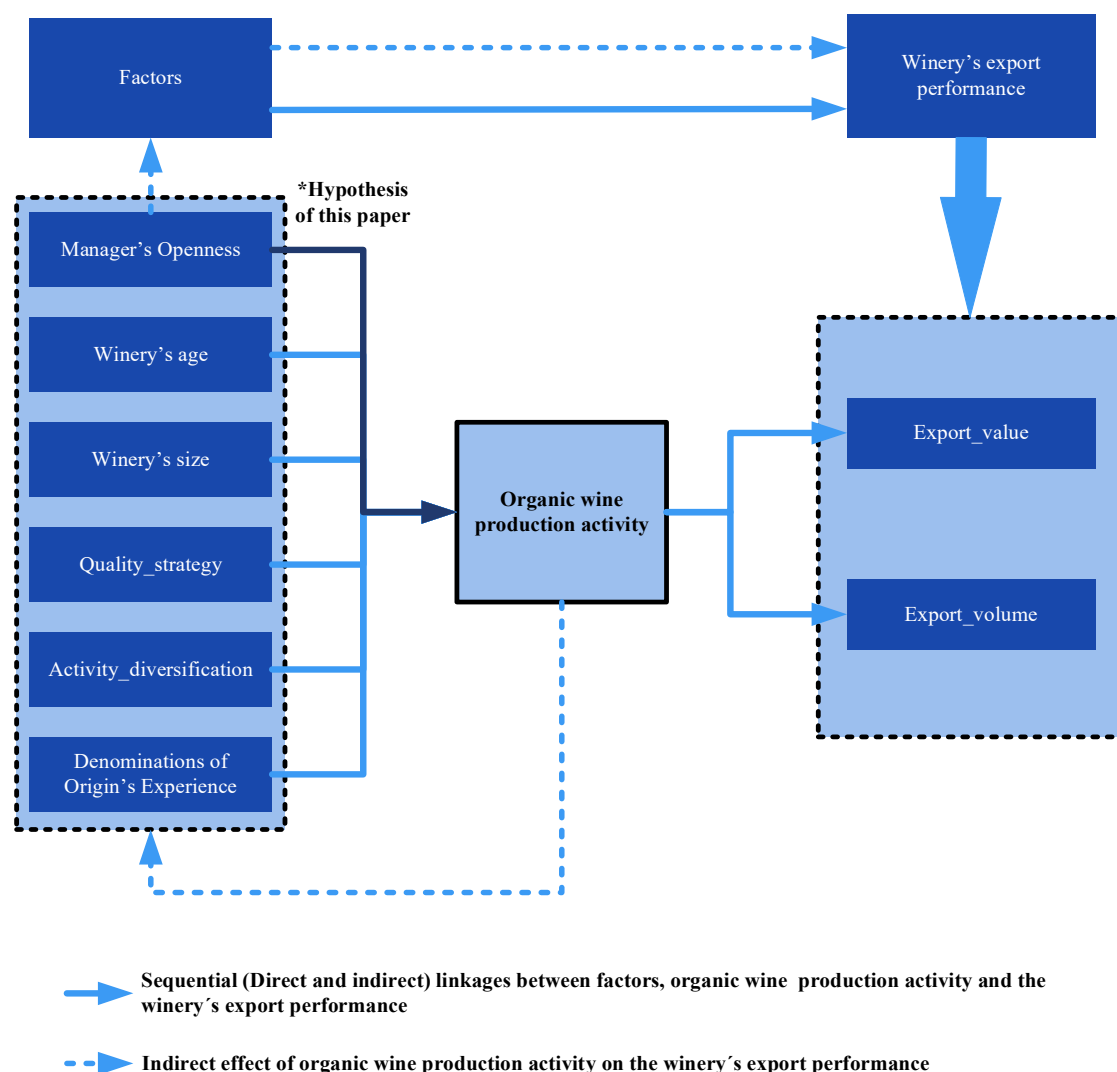 Factors
Winery’s export
performance
*Hypothesis
of this paper
Manager’s Openness
Winery’s age
Winery’s size
Quality_strategy
Activity_diversification
Denominations of
Origin’s Experience
Organic wine
production activity
Export_value
Export_volume
Sequential (Direct and indirect) linkages between factors, organic wine production activity and the
winery´s export performance
Indirect effect of organic wine production activity on the winery´s export performance